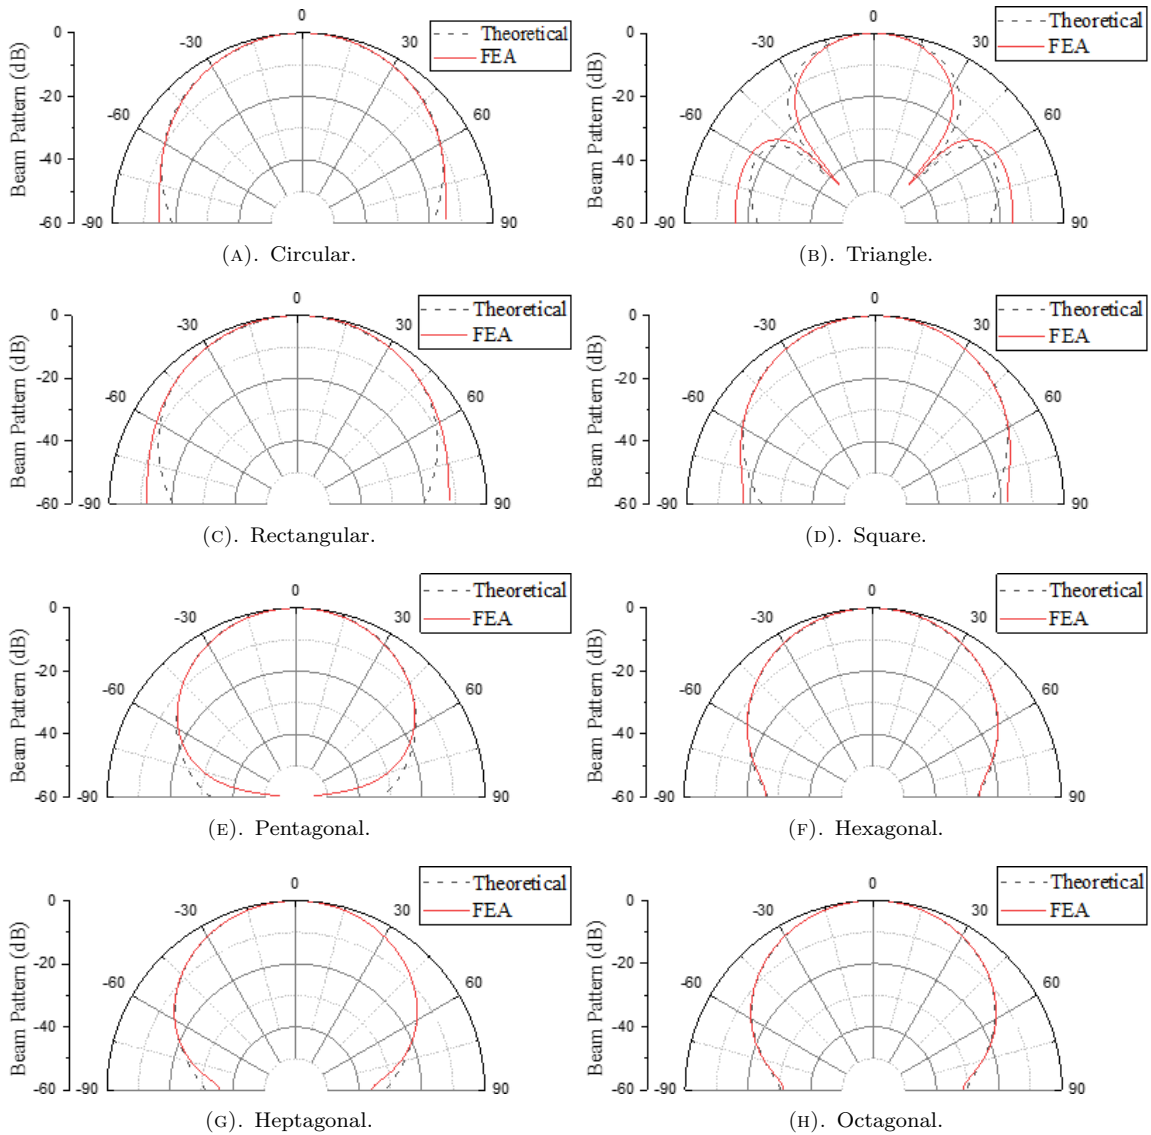 0
-30
30
-60
60
-90
90
0
-20
-40
-60
Beam Pattern (dB)
Theoretical
FEA
(A). Circular.
0
-30
30
-60
60
-90
90
0
-20
-40
-60
Beam Pattern (dB)
Theoretical
FEA
(B). Triangle.
0
-30
30
-60
60
-90
90
0
-20
-40
-60
Beam Pattern (dB)
Theoretical
FEA
(C). Rectangular.
0
-30
30
-60
60
-90
90
0
-20
-40
-60
Beam Pattern (dB)
Theoretical
FEA
(D). Square.
0
-30
30
-60
60
-90
90
0
-20
-40
-60
Beam Pattern (dB)
Theoretical
FEA
(E). Pentagonal.
0
-30
30
-60
60
-90
90
0
-20
-40
-60
Beam Pattern (dB)
Theoretical
FEA
(F). Hexagonal.
0
-30
30
-60
60
-90
90
0
-20
-40
-60
Beam Pattern (dB)
Theoretical
FEA
(G). Heptagonal.
0
-30
30
-60
60
-90
90
0
-20
-40
-60
Beam Pattern (dB)
Theoretical
FEA
(H). Octagonal.